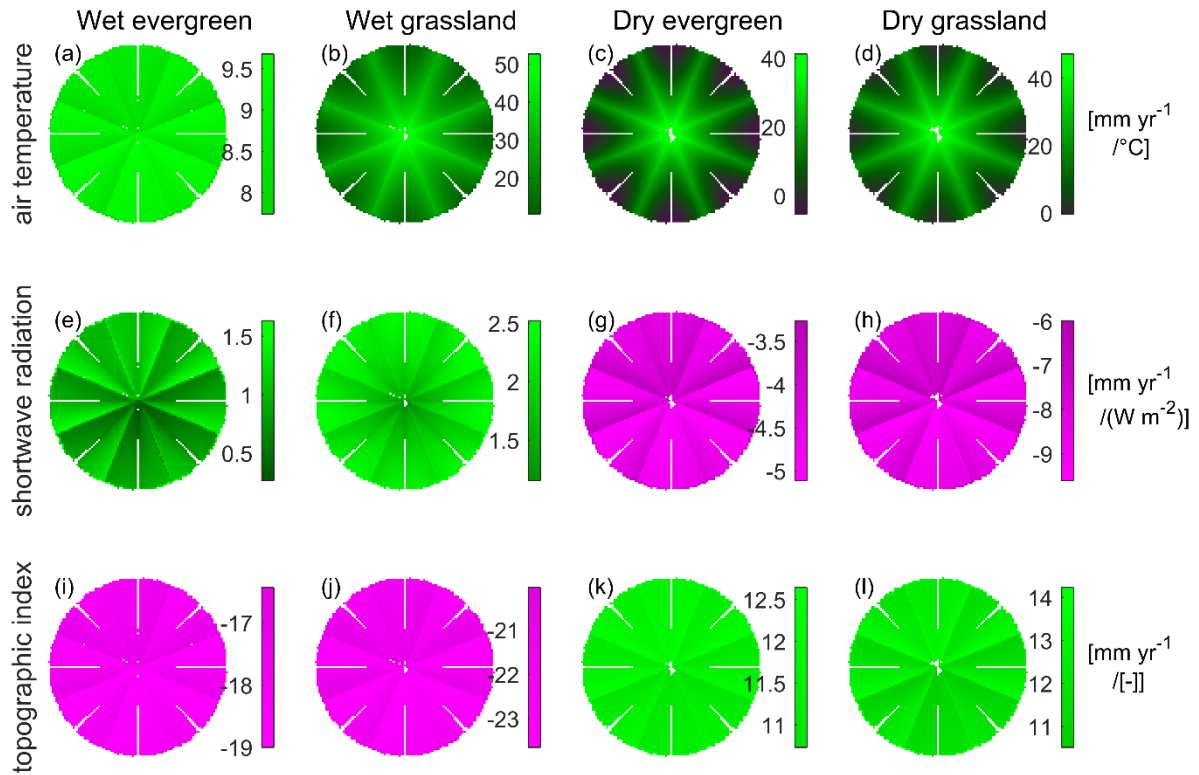 Wet evergreen Wet grassland Dry evergreen Dry grassland
air temperature
(a) 9.5 9 8.5 8
(b) 50 40 30 20
(c) 40 20 0
(d) 40 20 0
[mm yr-1
/°C]
shortwave radiation
(e) 1.5 1 0.5
(f) 2.5 2 1.5
(g) -3.5 -4 -4.5 -5
(h) -6 -7 -8 -9
[mm yr-1
/(W m-2)]
topographic index
(i) -17 -18 -19
(j) -21 -22 -23
(k) 12.5 12 11.5 11
(l) 14 13 12 11
[mm yr-1
/[-]]